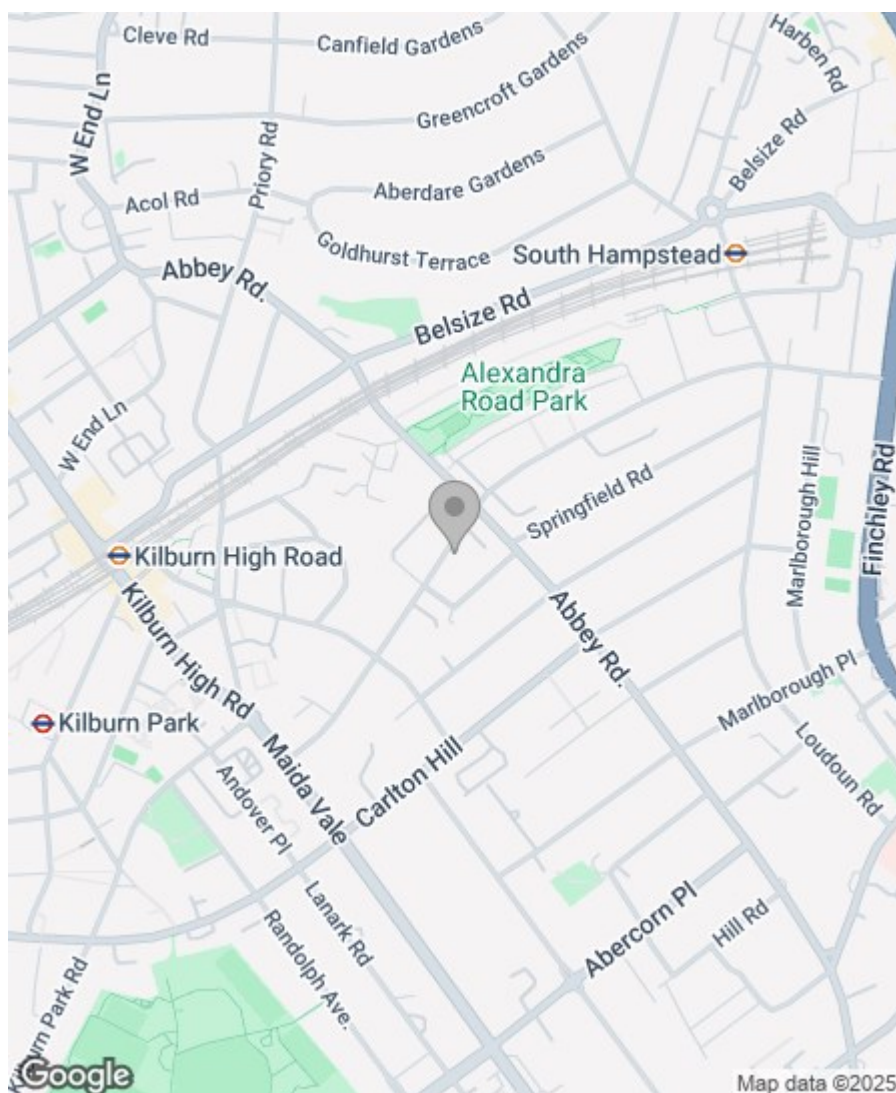 Cleve Rd
Canfield Gardens
Harben Rd
W End Ln
Greencroft Gardens
Priory Rd
Belsize Rd
Aberdare Gardens
Acol Rd
Goldhurst Terrace
South Hampstead
Abbey Rd.
Belsize Rd
Alexandra
Road Park
W End Ln
Marlborough Hill
Finchley Rd
Springfield Rd
Kilburn High Road
Kilburn High Rd
Abbey Rd.
Marlborough Pl
Kilburn Park
Loudoun Rd
Maida Vale
Carlton Hill
Andover Pl
Lanark Rd
Abercorn Pl
Hill Rd
Randolph Ave.
Kilburn Park Rd
Google
Map data ©2025